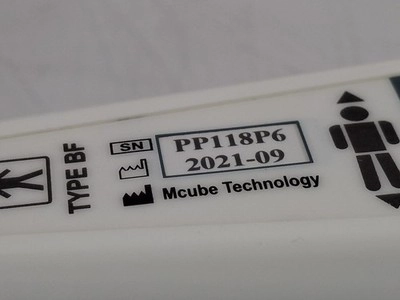 TYPE BF
SN PP118P6
2021-09
Mcube Technology